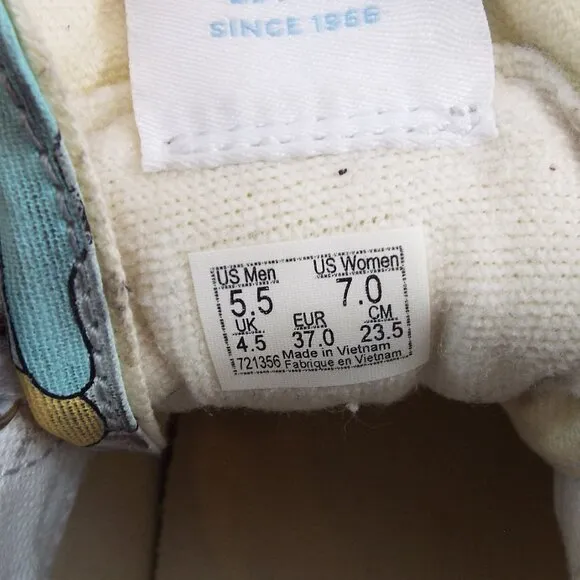 SINCE 1966
US Men US Women
5.5 7.0
UK EUR CM
4.5 37.0 23.5
Made in Vietnam
721356 Fabriqué en Vietnam